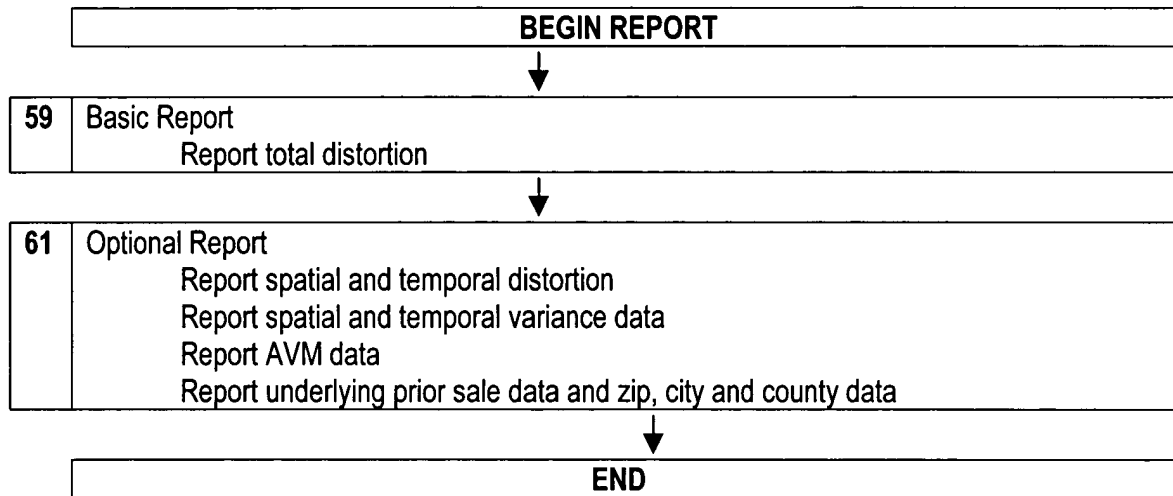 BEGIN REPORT
59 Basic Report
Report total distortion
61 Optional Report
Report spatial and temporal distortion
Report spatial and temporal variance data
Report AVM data
Report underlying prior sale data and zip, city and county data
END